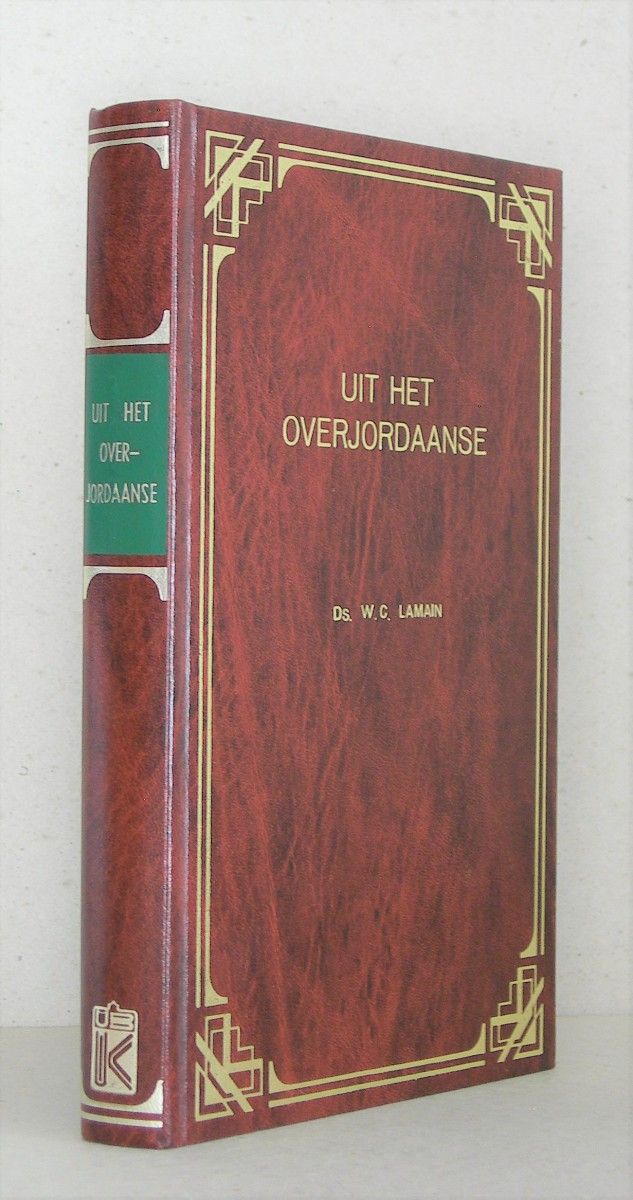 UIT HET
OVER-
JORDAANSE
UIT HET
OVERJORDAANSE
Ds. W. C. LAMAIN